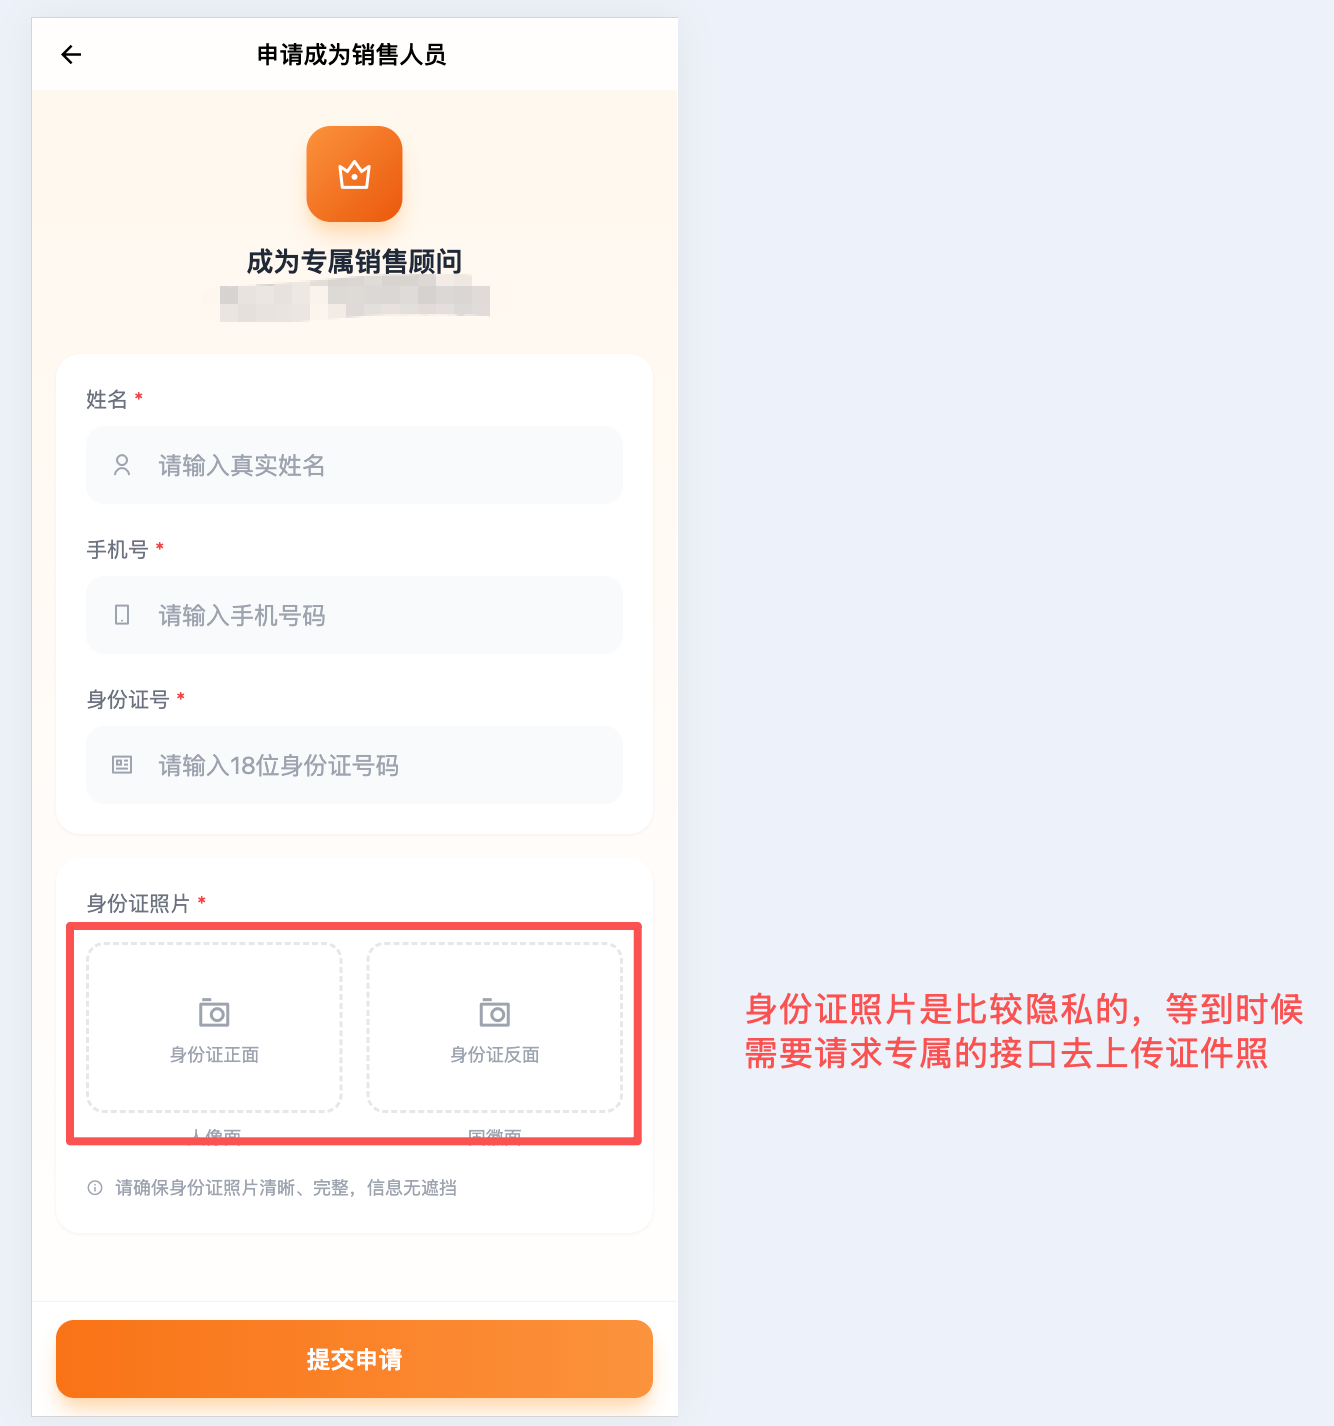 申请成为销售人员
成为专属销售顾问
姓名 *
请输入真实姓名
手机号 *
请输入手机号码
身份证号 *
请输入18位身份证号码
身份证照片 *
身份证正面
身份证反面
人像面
国徽面
请确保身份证照片清晰、完整，信息无遮挡
身份证照片是比较隐私的，等到时候
需要请求专属的接口去上传证件照
提交申请